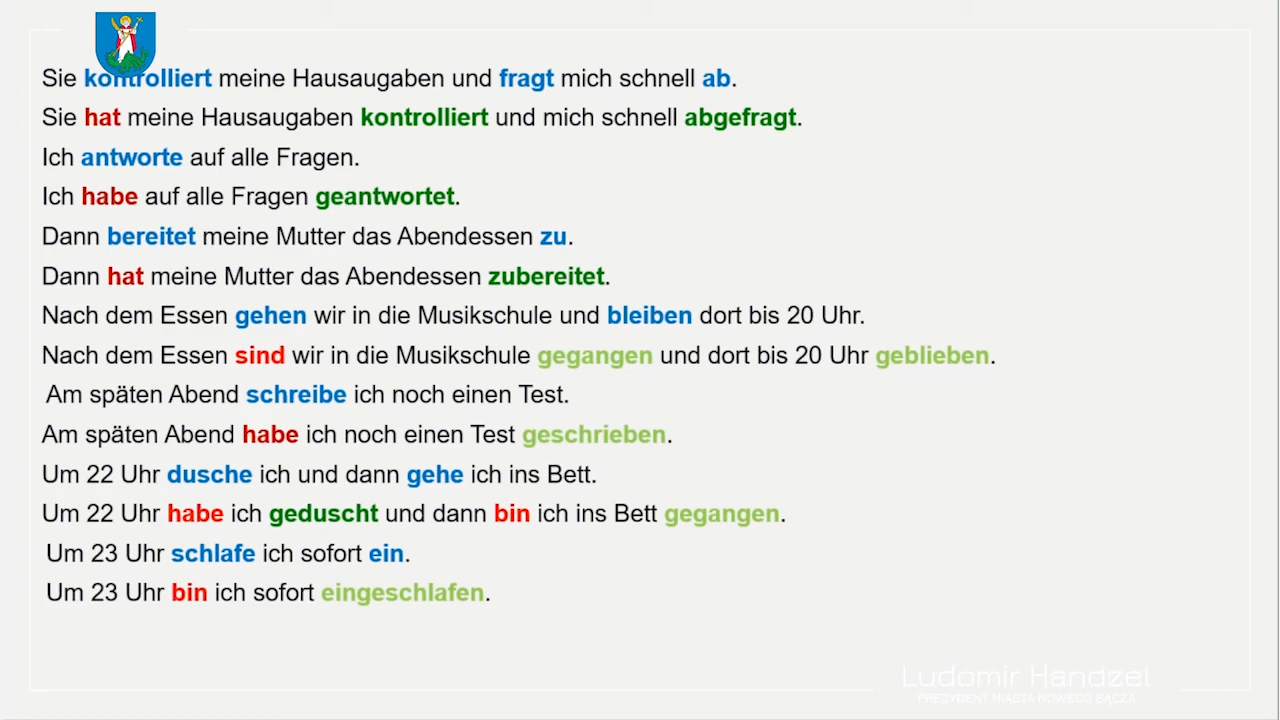 Sie kontrolliert meine Hausaugaben und fragt mich schnell ab.
Sie hat meine Hausaugaben kontrolliert und mich schnell abgefragt.
Ich antworte auf alle Fragen.
Ich habe auf alle Fragen geantwortet.
Dann bereitet meine Mutter das Abendessen zu.
Dann hat meine Mutter das Abendessen zubereitet.
Nach dem Essen gehen wir in die Musikschule und bleiben dort bis 20 Uhr.
Nach dem Essen sind wir in die Musikschule gegangen und dort bis 20 Uhr geblieben.
Am späten Abend schreibe ich noch einen Test.
Am späten Abend habe ich noch einen Test geschrieben.
Um 22 Uhr dusche ich und dann gehe ich ins Bett.
Um 22 Uhr habe ich geduscht und dann bin ich ins Bett gegangen.
Um 23 Uhr schlafe ich sofort ein.
Um 23 Uhr bin ich sofort eingeschlafen.
Ludomir Handzel
PREZYDENT MIASTA NOWEGO SĄCZA